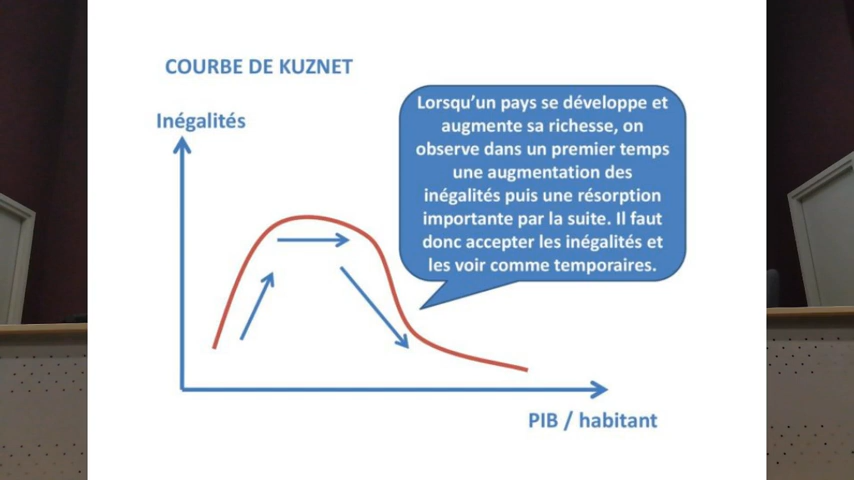 COURBE DE KUZNET
Inégalités
Lorsqu’un pays se développe et
augmente sa richesse, on
observe dans un premier temps
une augmentation des
inégalités puis une résorption
importante par la suite. Il faut
donc accepter les inégalités et
les voir comme temporaires.
PIB / habitant